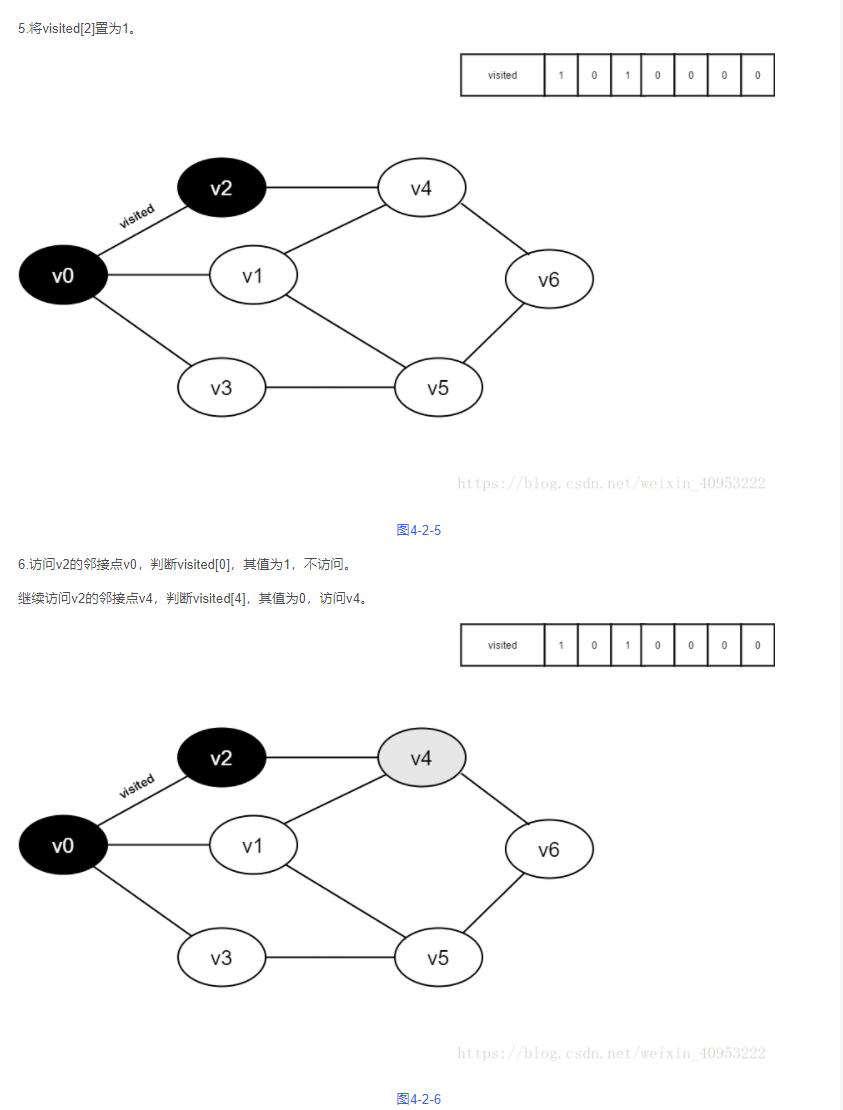 5.将visited[2]置为1。
visited 1 0 1 0 0 0 0
v2 v4
visited
v0 v1 v6
v3 v5
https://blog.csdn.net/weixin_40953222
图4-2-5
6.访问v2的邻接点v0，判断visited[0]，其值为1，不访问。
继续访问v2的邻接点v4，判断visited[4]，其值为0，访问v4。
visited 1 0 1 0 0 0 0
v2 v4
visited
v0 v1 v6
v3 v5
https://blog.csdn.net/weixin_40953222
图4-2-6